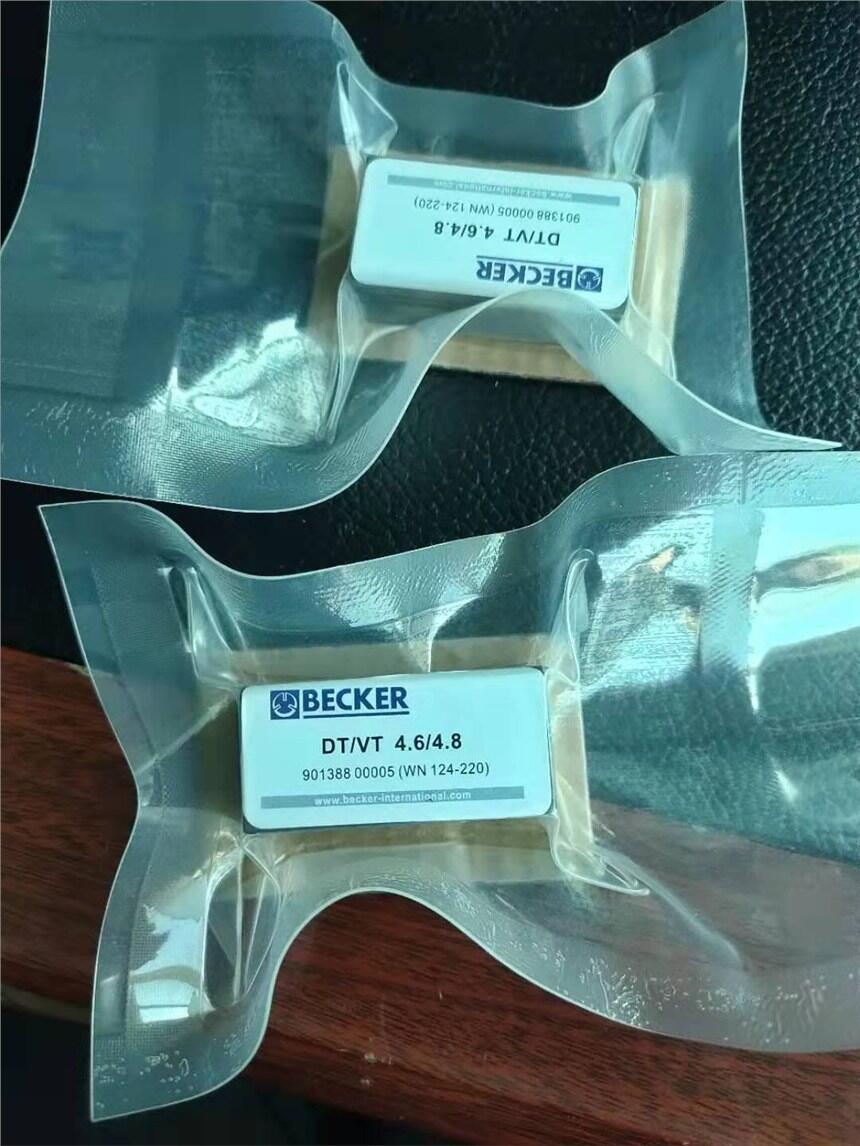 www.becker-international.com
901388 00005 (WN 124-220)
DT/VT 4.6/4.8
BECKER
BECKER
DT/VT 4.6/4.8
901388 00005 (WN 124-220)
www.becker-international.com